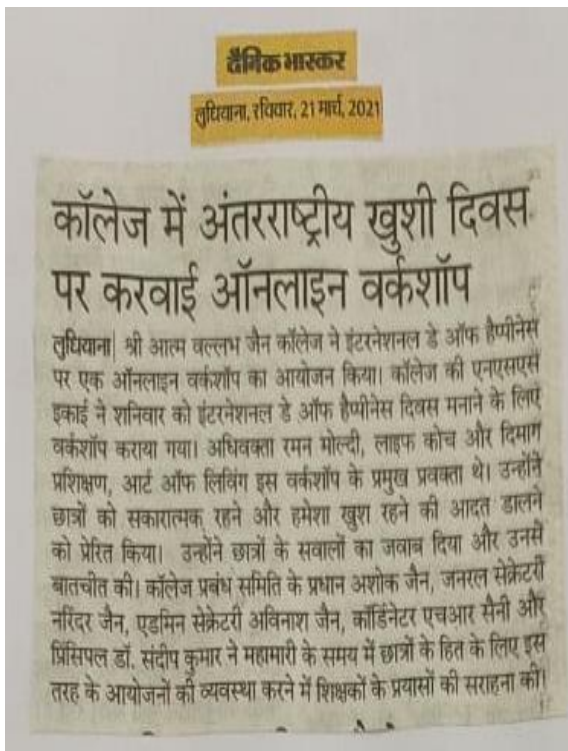 दैनिक भास्कर
लुधियाना, रविवार, 21 मार्च, 2021
कॉलेज में अंतरराष्ट्रीय खुशी दिवस
पर करवाई ऑनलाइन वर्कशॉप
लुधियाना| श्री आत्म वल्लभ जैन कॉलेज ने इंटरनेशनल डे ऑफ हैप्पीनेस
पर एक ऑनलाइन वर्कशॉप का आयोजन किया। कॉलेज की एनएसएस
इकाई ने शनिवार को इंटरनेशनल डे ऑफ हैप्पीनेस दिवस मनाने के लिए
वर्कशॉप कराया गया। अधिवक्ता रमन मोल्दी, लाइफ कोच और दिमाग
प्रशिक्षण, आर्ट ऑफ लिविंग इस वर्कशॉप के प्रमुख प्रवक्ता थे। उन्होंने
छात्रों को सकारात्मक रहने और हमेशा खुश रहने की आदत डालने
को प्रेरित किया। उन्होंने छात्रों के सवालों का जवाब दिया और उनसे
बातचीत की। कॉलेज प्रबंध समिति के प्रधान अशोक जैन, जनरल सेक्रेटरी
नरिंदर जैन, एडमिन सेक्रेटरी अविनाश जैन, कॉर्डिनेटर एचआर सैनी और
प्रिंसिपल डॉ. संदीप कुमार ने महामारी के समय में छात्रों के हित के लिए इस
तरह के आयोजनों की व्यवस्था करने में शिक्षकों के प्रयासों की सराहना की।